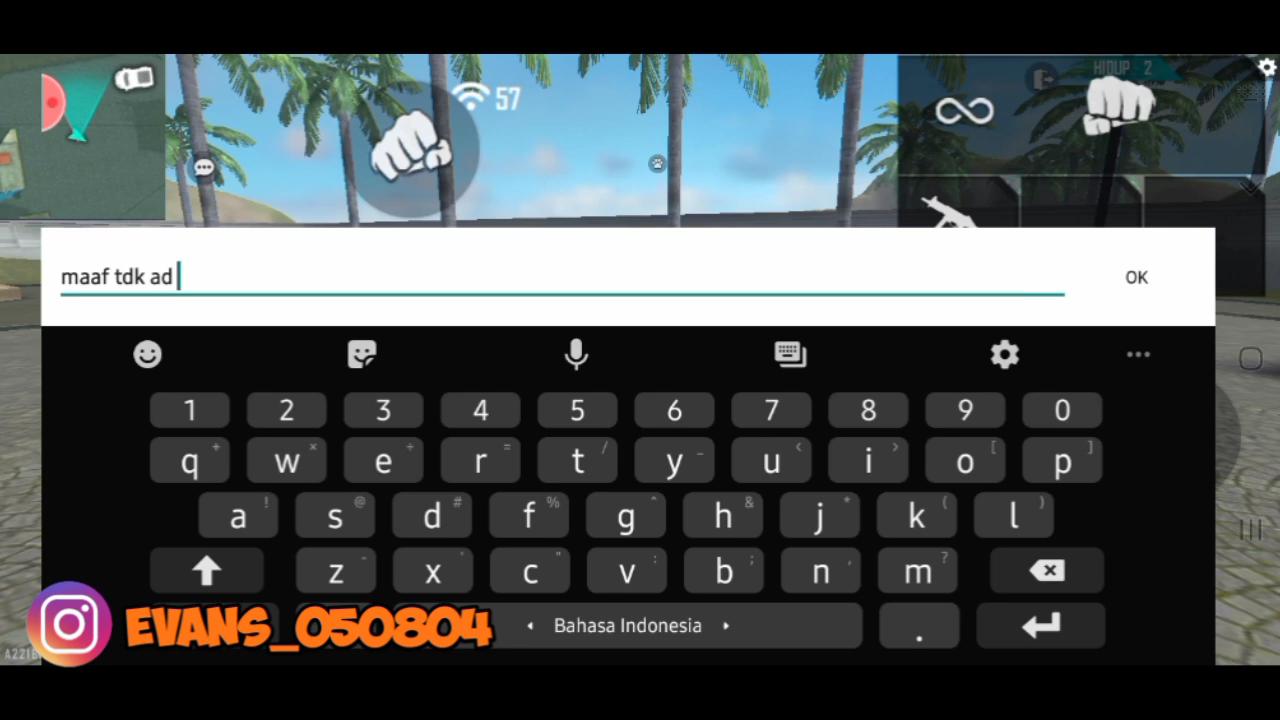 57
HIDUP 2
maaf tdk ad
OK
1 2 3 4 5 6 7 8 9 0
q + w × e ÷ r = t / y _ u < i > o [ p ]
a ! s @ d # f % g ^ h & j * k ( l )
z - x ' c " v : b ; n , m ?
Bahasa Indonesia .
EVANS_050804